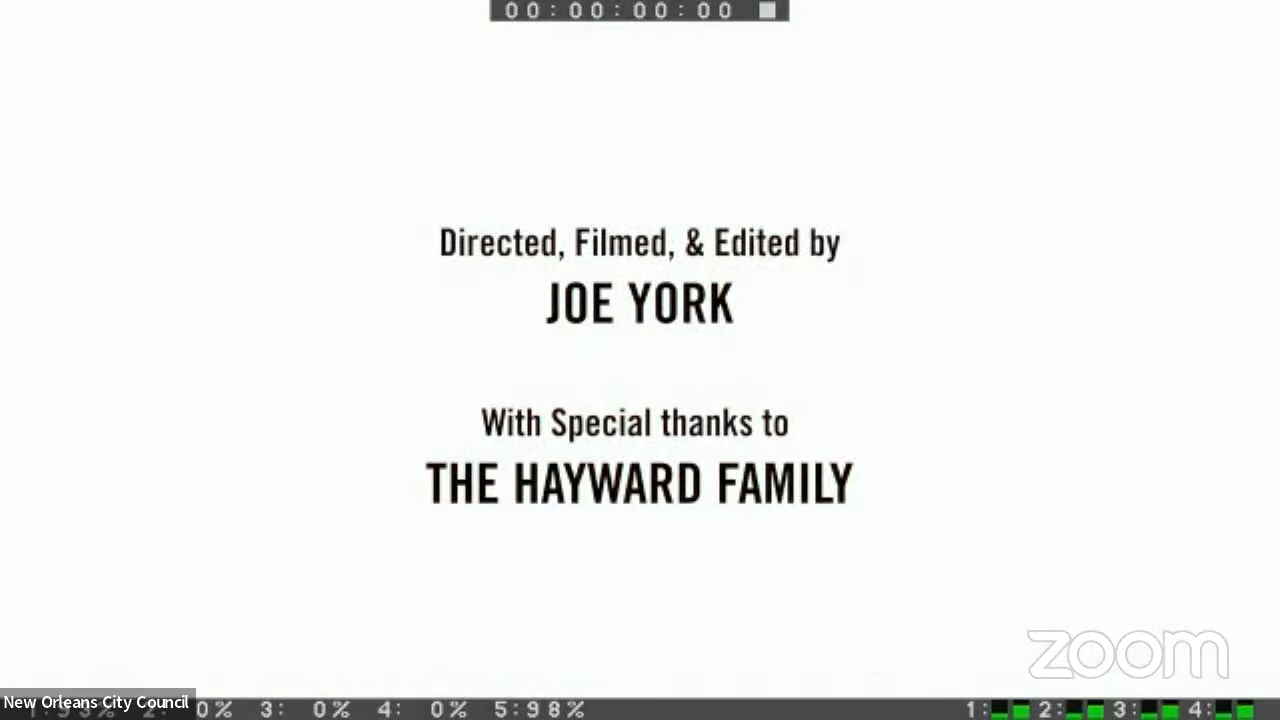 00:00:00:00
Directed, Filmed, & Edited by
JOE YORK
With Special thanks to
THE HAYWARD FAMILY
zoom
New Orleans City Council
0% 3: 0% 4: 0% 5:98%
1: 2: 3: 4: